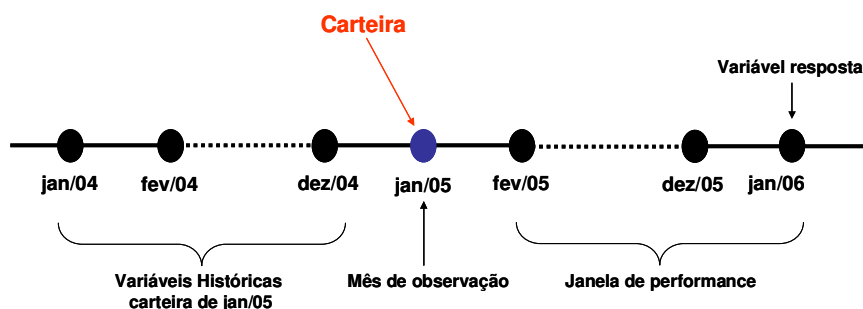 Carteira
Variável resposta
jan/04
fev/04
dez/04
jan/05
fev/05
dez/05
jan/06
Variáveis Históricas
carteira de jan/05
Mês de observação
Janela de performance